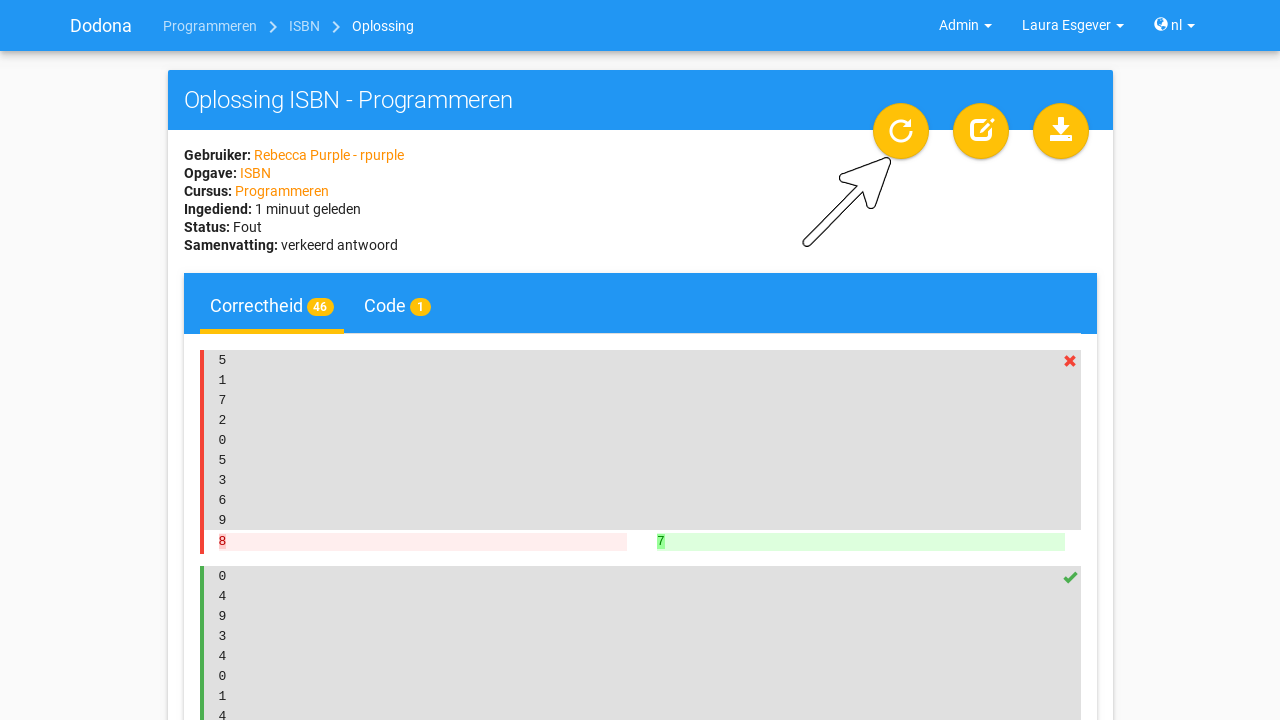 Dodona Programmeren ISBN Oplossing Admin Laura Esgever nl
Oplossing ISBN - Programmeren
Gebruiker: Rebecca Purple - rpurple
Opgave: ISBN
Cursus: Programmeren
Ingediend: 1 minuut geleden
Status: Fout
Samenvatting: verkeerd antwoord
Correctheid 46 Code 1
5
1
7
2
0
5
3
6
9
8 7
0
4
9
3
4
0
1
4